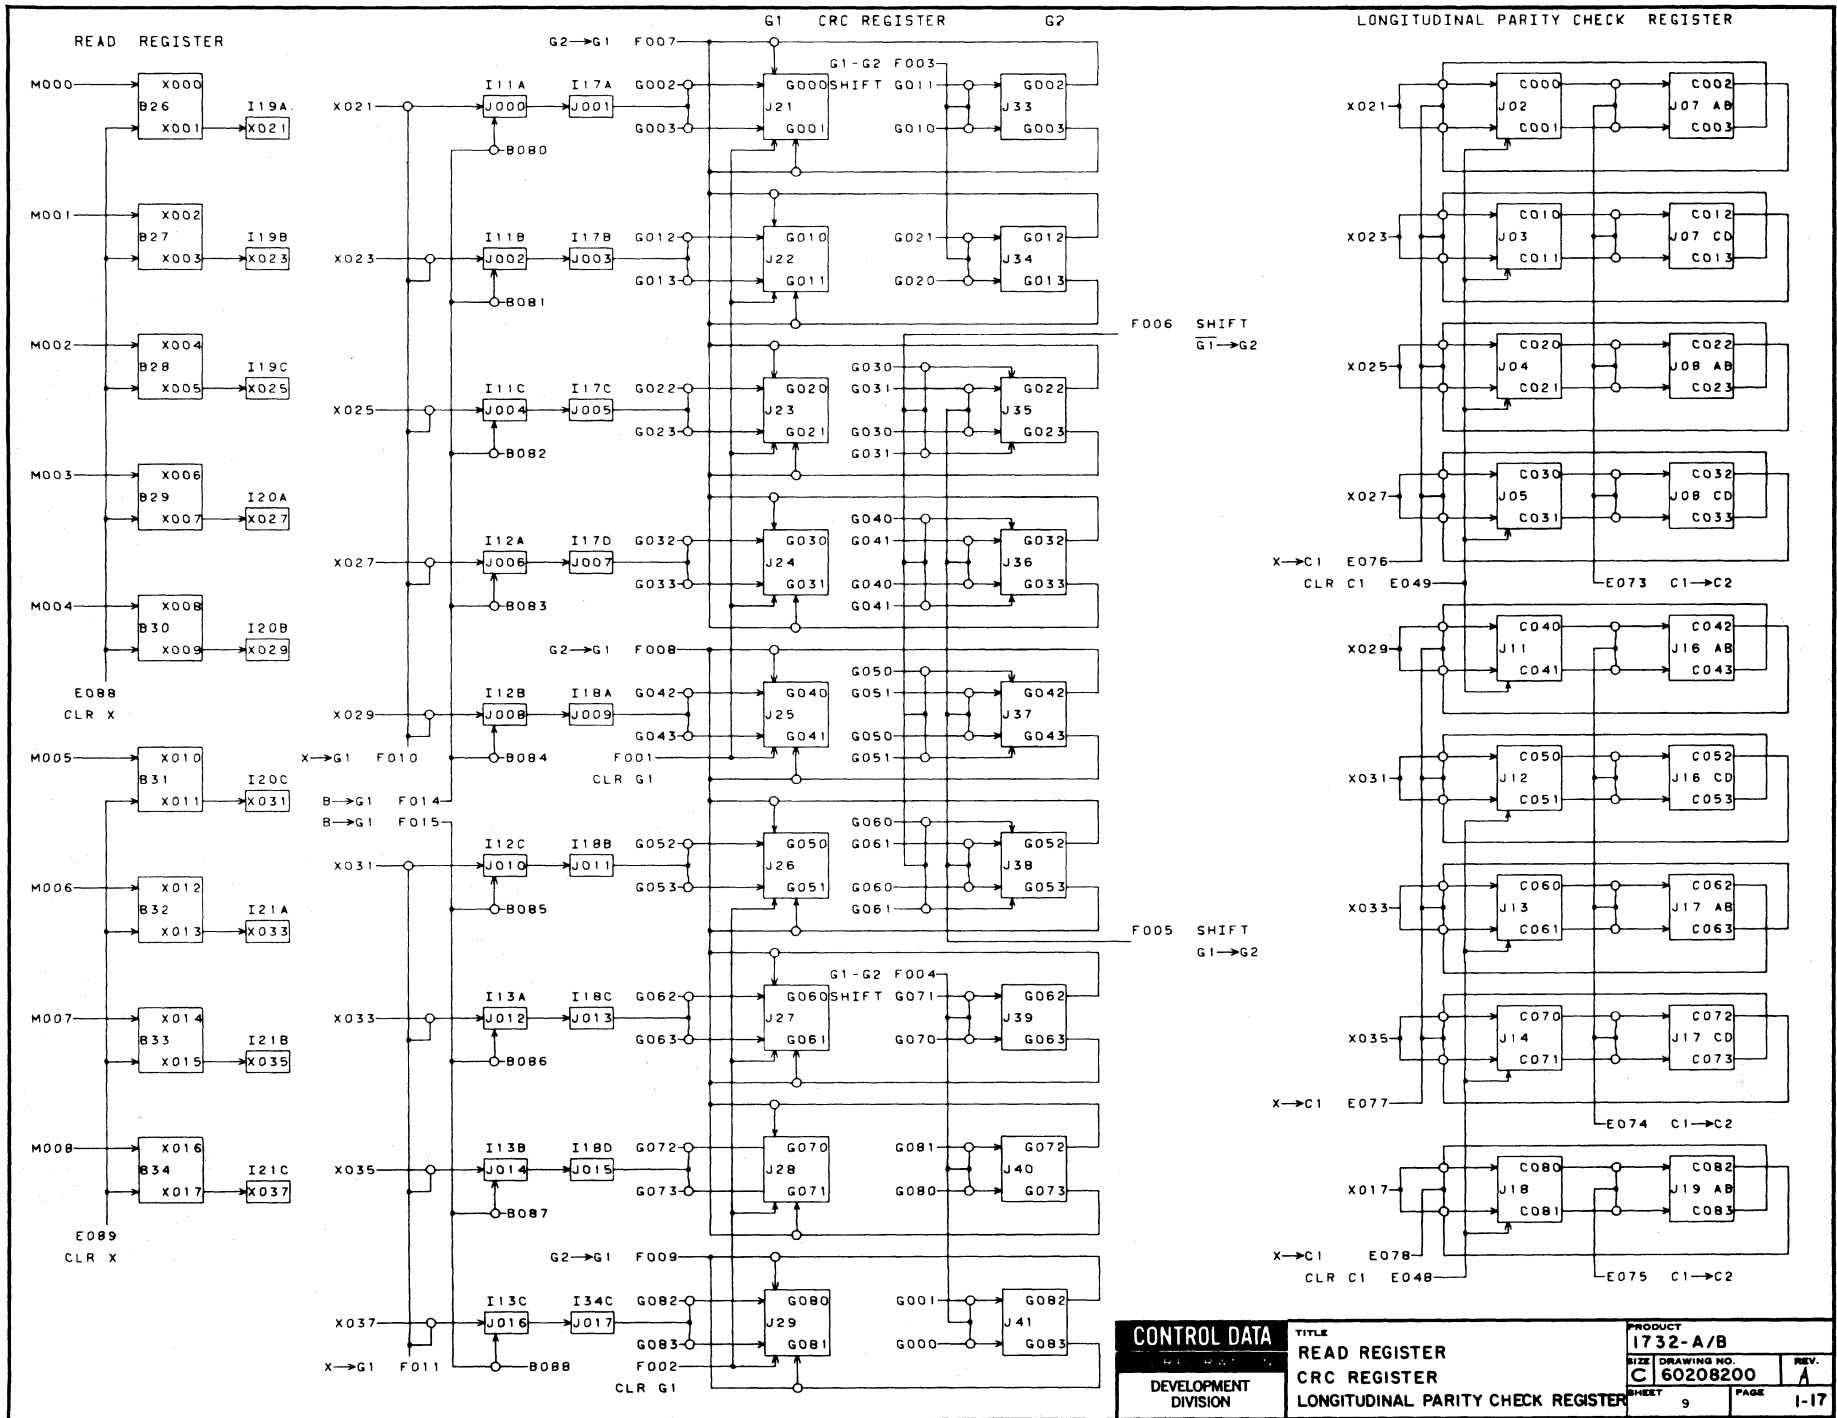 READ REGISTER
M000
X000
B26
X001
I19A
X021
M001
X002
B27
X003
I19B
X023
M002
X004
B28
X005
I19C
X025
M003
X006
B29
X007
I20A
X027
M004
X008
B30
X009
I20B
X029
E088
CLR X
M005
X010
B31
X011
I20C
X031
M006
X012
B32
X013
I21A
X033
M007
X014
B33
X015
I21B
X035
M008
X016
B34
X017
I21C
X037
E089
CLR X
G1 CRC REGISTER G2
G2→G1 F007
G1-G2 F003
SHIFT
X021
I11A
J000
I17A
J001
B080
G002
G003
G000
J21
G001
G011
G010
G002
J33
G003
X023
I11B
J002
I17B
J003
B081
G012
G013
G010
J22
G011
G021
G020
G012
J34
G013
F006 SHIFT
G1→G2
X025
I11C
J004
I17C
J005
B082
G022
G023
G020
J23
G021
G030
G031
G030
G031
G022
J35
G023
X027
I12A
J006
I17D
J007
B083
G032
G033
G030
J24
G031
G040
G041
G040
G041
G032
J36
G033
G2→G1 F008
X029
I12B
J008
I18A
J009
B084
G042
G043
G040
J25
G041
G050
G051
G050
G051
G042
J37
G043
X→G1 F010
F001
CLR G1
B→G1 F014
B→G1 F015
X031
I12C
J010
I18B
J011
B085
G052
G053
G050
J26
G051
G060
G061
G060
G061
G052
J38
G053
F005 SHIFT
G1→G2
G1-G2 F004
SHIFT
X033
I13A
J012
I18C
J013
B086
G062
G063
G060
J27
G061
G071
G070
G062
J39
G063
X035
I13B
J014
I18D
J015
B087
G072
G073
G070
J28
G071
G081
G080
G072
J40
G073
G2→G1 F009
X037
I13C
J016
I34C
J017
B088
G082
G083
G080
J29
G081
G001
G000
G082
J41
G083
X→G1 F011
F002
CLR G1
LONGITUDINAL PARITY CHECK REGISTER
X021
C000
J02
C001
C002
J07 AB
C003
X023
C010
J03
C011
C012
J07 CD
C013
X025
C020
J04
C021
C022
J08 AB
C023
X027
C030
J05
C031
C032
J08 CD
C033
X→C1 E076
CLR C1 E049
E073 C1→C2
X029
C040
J11
C041
C042
J16 AB
C043
X031
C050
J12
C051
C052
J16 CD
C053
X033
C060
J13
C061
C062
J17 AB
C063
X035
C070
J14
C071
C072
J17 CD
C073
X→C1 E077
E074 C1→C2
X017
C080
J18
C081
C082
J19 AB
C083
X→C1 E078
CLR C1 E048
E075 C1→C2
CONTROL DATA
DEVELOPMENT
DIVISION
TITLE
READ REGISTER
CRC REGISTER
LONGITUDINAL PARITY CHECK REGISTER
PRODUCT
1732-A/B
SIZE
C
DRAWING NO.
60208200
REV.
A
SHEET
9
PAGE
1-17